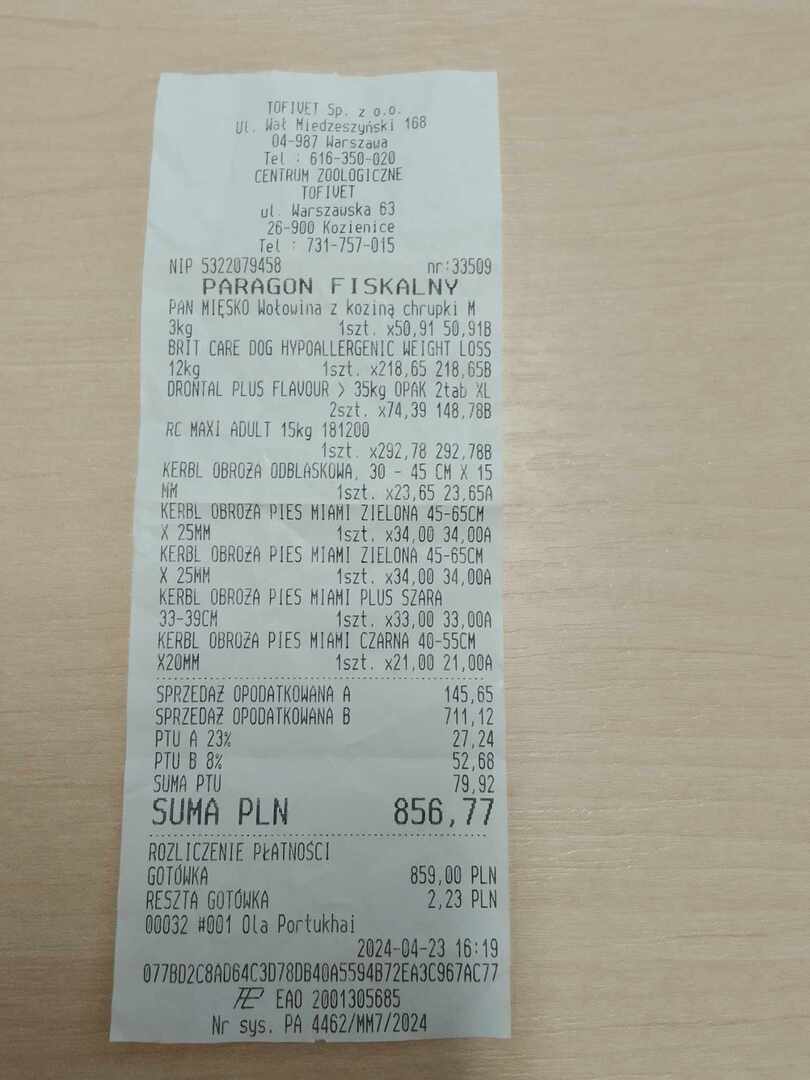 TOFIVET Sp. z o.o.
ul. Wał Miedzeszyński 168
04-987 Warszawa
Tel : 616-350-020
CENTRUM ZOOLOGICZNE
TOFIVET
ul. Warszawska 63
26-900 Kozienice
Tel : 731-757-015
NIP 5322079458 nr:33509
PARAGON FISKALNY
PAN MIĘSKO Wołowina z koziną chrupki M
3kg 1szt. x50,91 50,91B
BRIT CARE DOG HYPOALLERGENIC WEIGHT LOSS
12kg 1szt. x218,65 218,65B
DRONTAL PLUS FLAVOUR > 35kg OPAK 2tab XL
2szt. x74,39 148,78B
RC MAXI ADULT 15kg 181200
1szt. x292,78 292,78B
KERBL OBROŻA ODBLASKOWA, 30 - 45 CM X 15
MM 1szt. x23,65 23,65A
KERBL OBROŻA PIES MIAMI ZIELONA 45-65CM
X 25MM 1szt. x34,00 34,00A
KERBL OBROŻA PIES MIAMI ZIELONA 45-65CM
X 25MM 1szt. x34,00 34,00A
KERBL OBROŻA PIES MIAMI PLUS SZARA
33-39CM 1szt. x33,00 33,00A
KERBL OBROŻA PIES MIAMI CZARNA 40-55CM
X20MM 1szt. x21,00 21,00A
SPRZEDAŻ OPODATKOWANA A 145,65
SPRZEDAŻ OPODATKOWANA B 711,12
PTU A 23% 27,24
PTU B 8% 52,68
SUMA PTU 79,92
SUMA PLN 856,77
ROZLICZENIE PŁATNOŚCI
GOTÓWKA 859,00 PLN
RESZTA GOTÓWKA 2,23 PLN
00032 #001 Ola Portukhai
2024-04-23 16:19
077BD2C8AD64C3D78DB40A5594B72EA3C967AC77
EAO 2001305685
Nr sys. PA 4462/MM7/2024